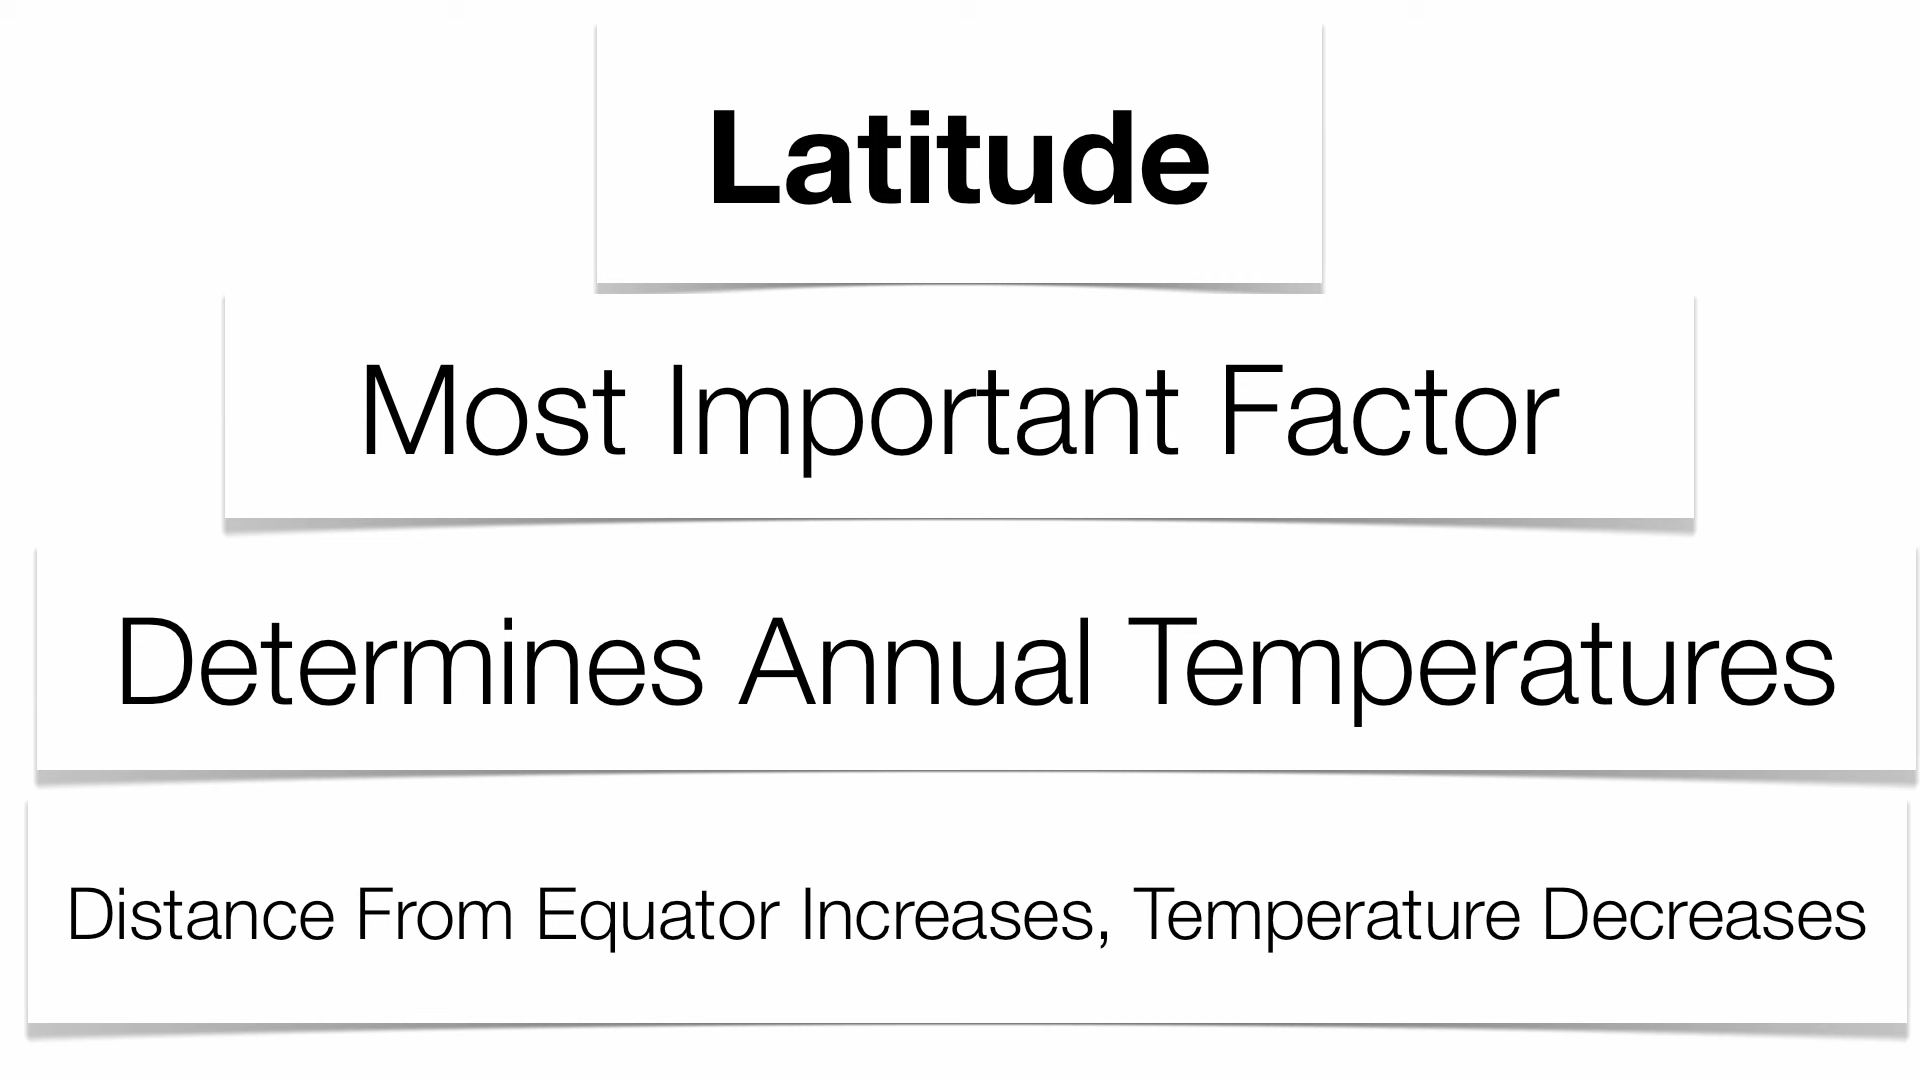 Latitude
Most Important Factor
Determines Annual Temperatures
Distance From Equator Increases, Temperature Decreases